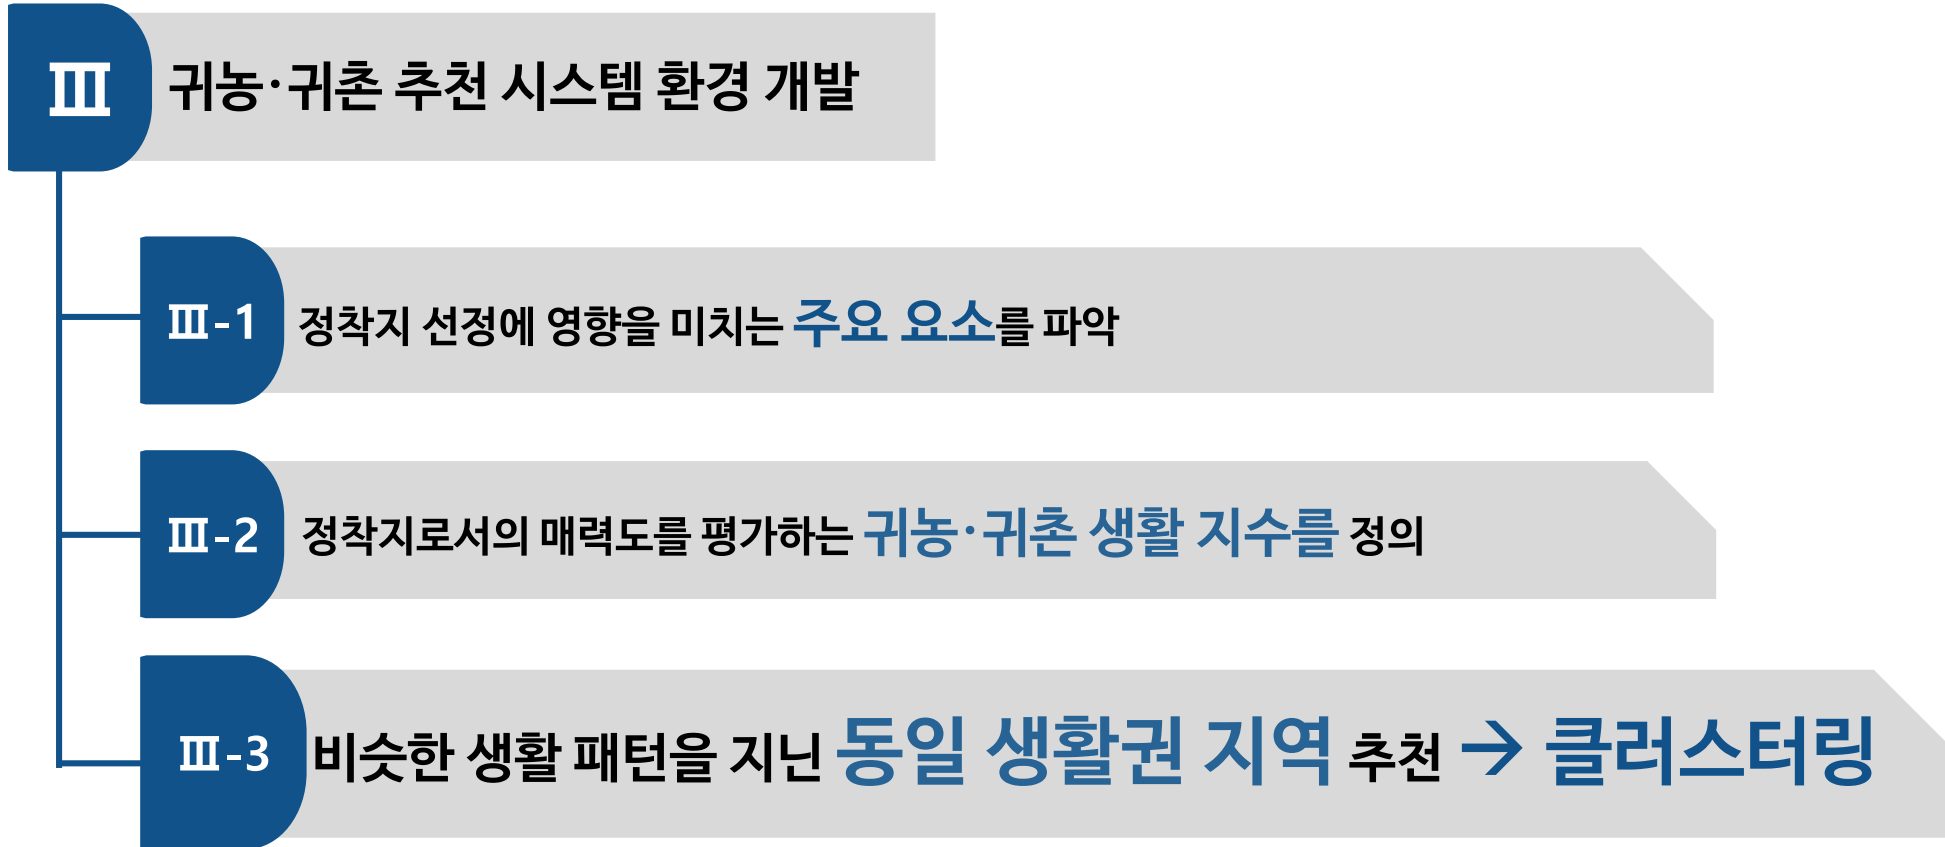 Ⅲ 귀농·귀촌 추천 시스템 환경 개발
Ⅲ-1 정착지 선정에 영향을 미치는 주요 요소를 파악
Ⅲ-2 정착지로서의 매력도를 평가하는 귀농·귀촌 생활 지수를 정의
Ⅲ-3 비슷한 생활 패턴을 지닌 동일 생활권 지역 추천 → 클러스터링